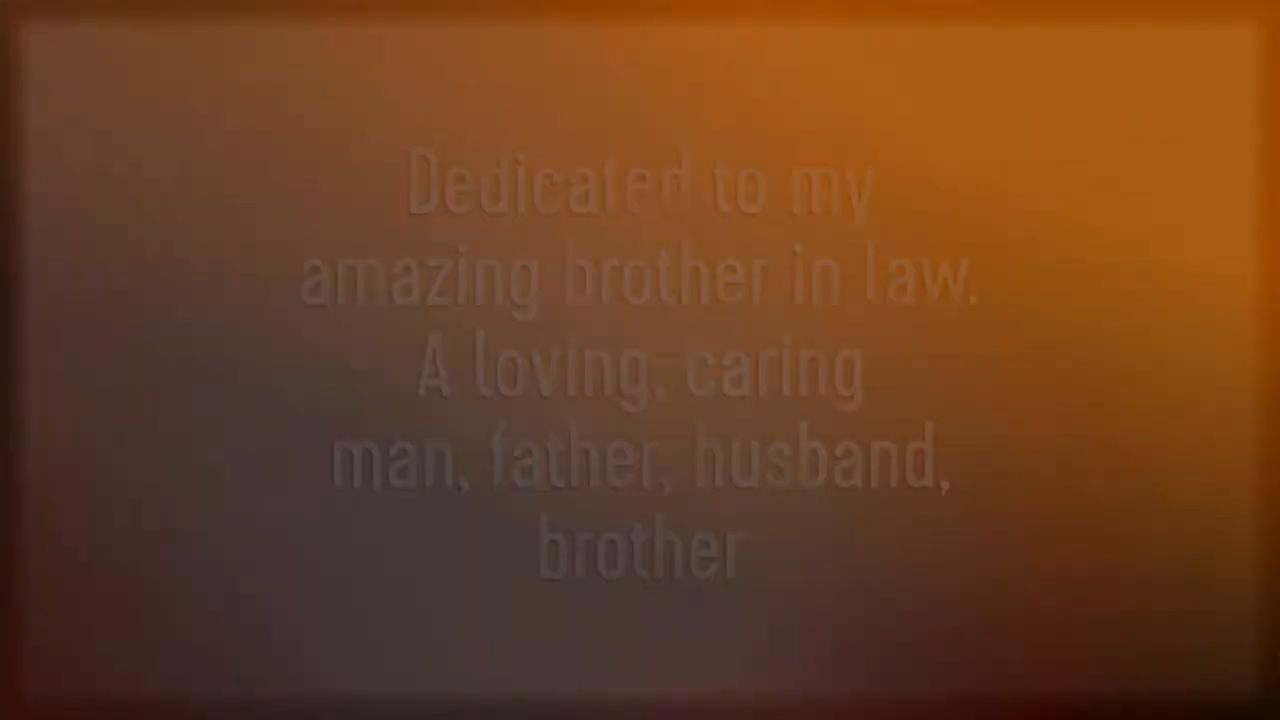 Dedicated to my
amazing brother in law.
A loving, caring
man, father, husband,
brother